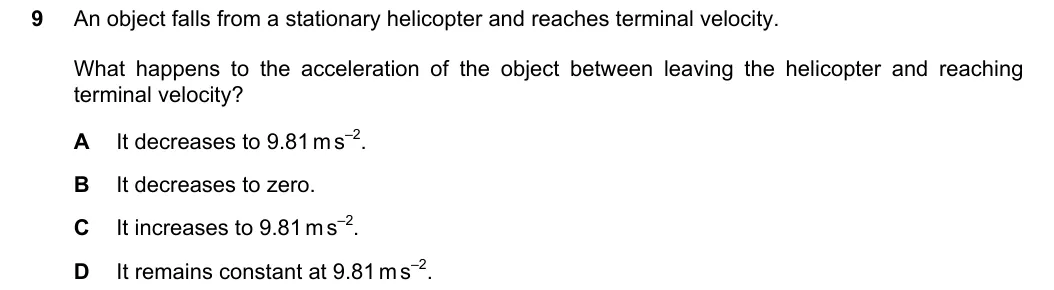 9 An object falls from a stationary helicopter and reaches terminal velocity.
What happens to the acceleration of the object between leaving the helicopter and reaching
terminal velocity?
A It decreases to 9.81 m s⁻².
B It decreases to zero.
C It increases to 9.81 m s⁻².
D It remains constant at 9.81 m s⁻².